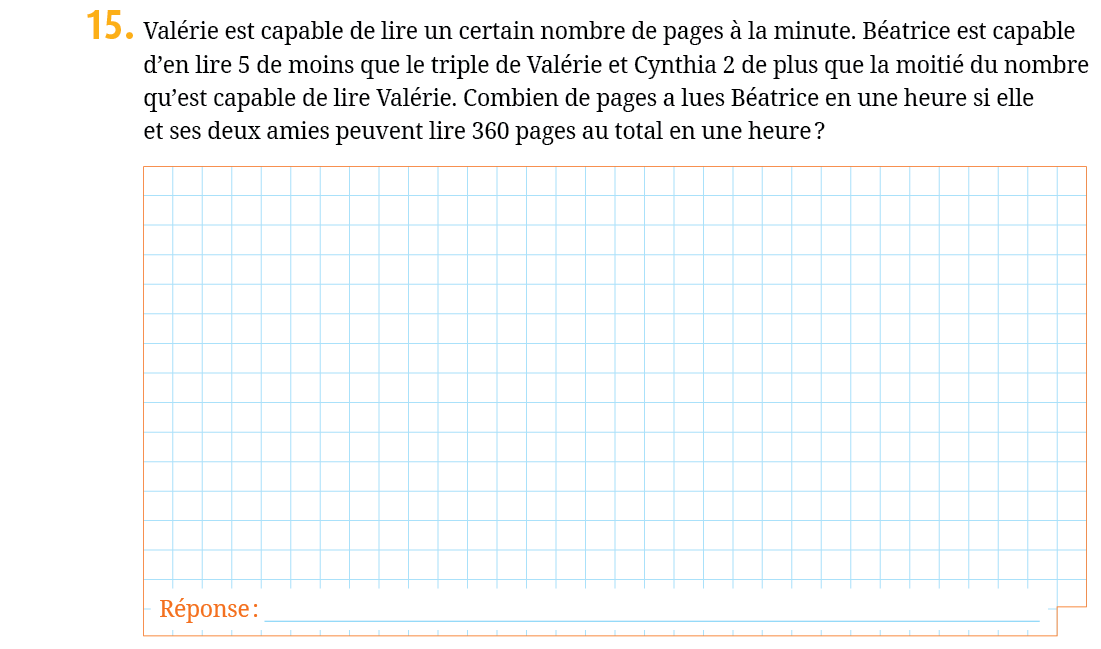 15. Valérie est capable de lire un certain nombre de pages à la minute. Béatrice est capable
d’en lire 5 de moins que le triple de Valérie et Cynthia 2 de plus que la moitié du nombre
qu’est capable de lire Valérie. Combien de pages a lues Béatrice en une heure si elle
et ses deux amies peuvent lire 360 pages au total en une heure ?
Réponse :